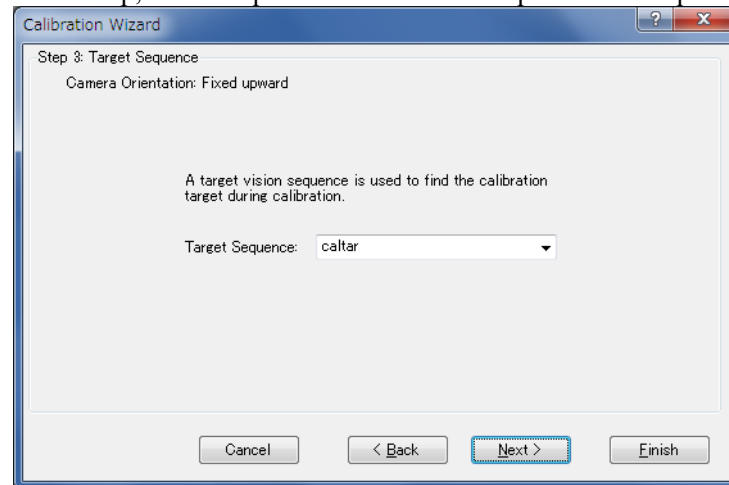 Calibration Wizard
Step 3: Target Sequence
Camera Orientation: Fixed upward
A target vision sequence is used to find the calibration
target during calibration.
Target Sequence: caltar
Cancel < Back Next > Finish